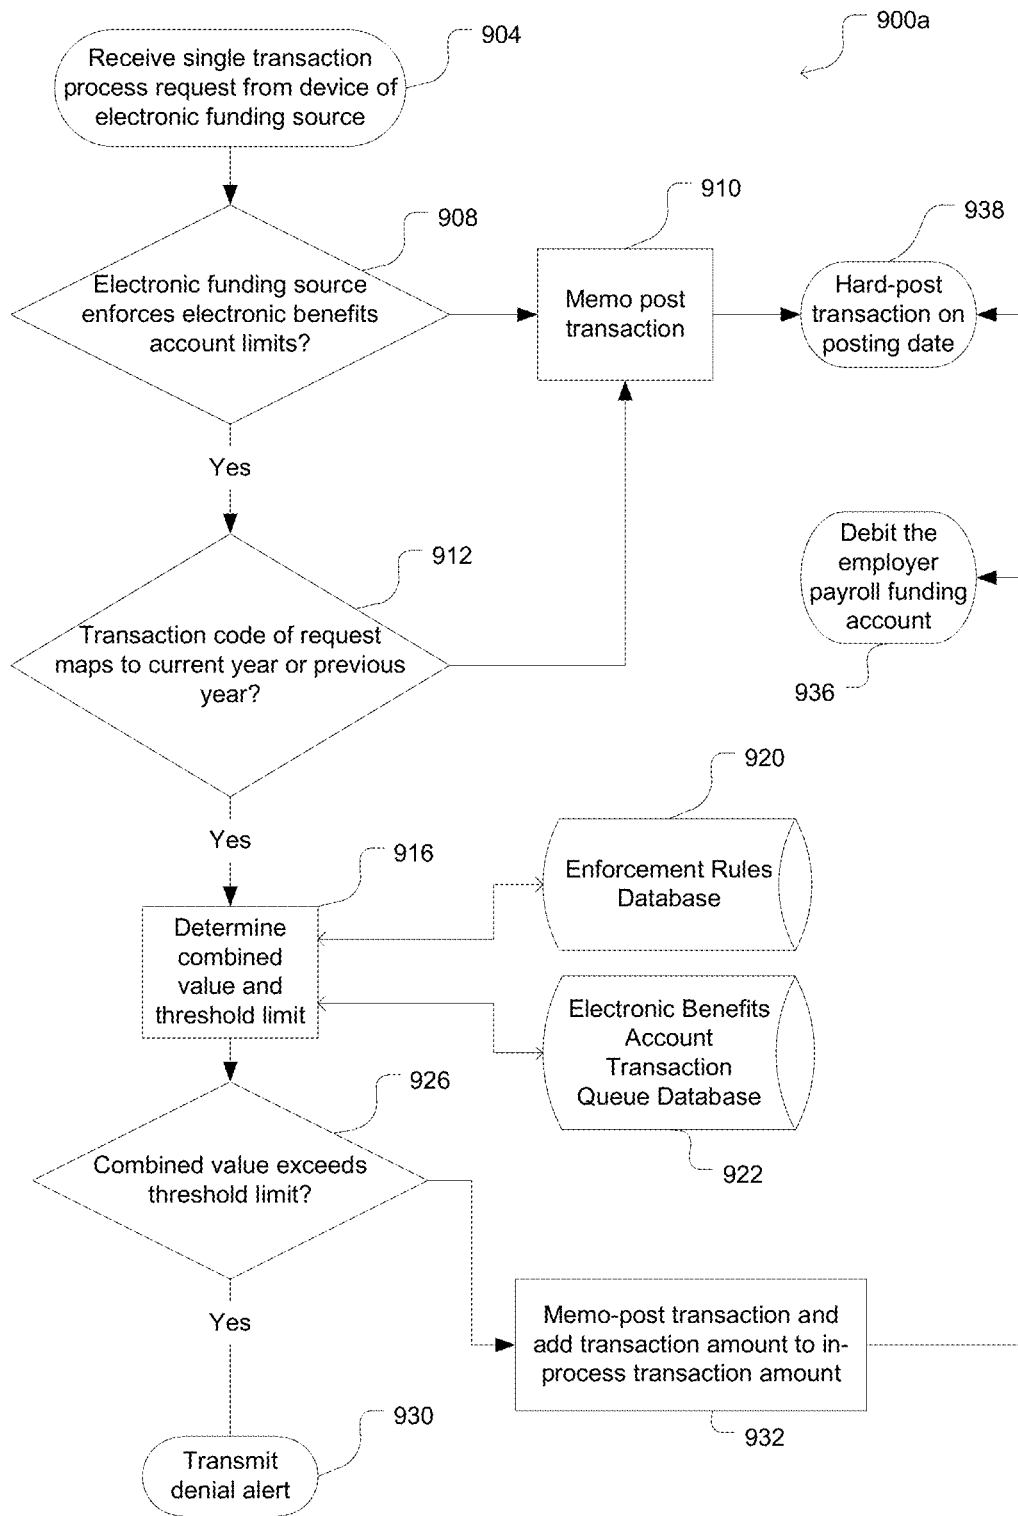 904
900a
Receive single transaction
process request from device of
electronic funding source
910
938
908
Electronic funding source
enforces electronic benefits
account limits?
Memo post
transaction
Hard-post
transaction on
posting date
Yes
912
Debit the
employer
payroll funding
account
936
Transaction code of request
maps to current year or previous
year?
920
Yes
916
Enforcement Rules
Database
Determine
combined
value and
threshold limit
Electronic Benefits
Account
Transaction
Queue Database
926
922
Combined value exceeds
threshold limit?
Yes
Memo-post transaction and
add transaction amount to in-
process transaction amount
930
932
Transmit
denial alert